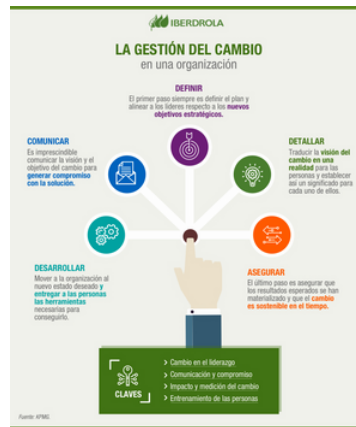 IBERDROLA
LA GESTIÓN DEL CAMBIO
en una organización
DEFINIR
El primer paso siempre es definir el plan y
alinear a los líderes respecto a los nuevos
objetivos estratégicos.
COMUNICAR
Es imprescindible
comunicar la visión y el
objetivo del cambio para
generar compromiso
con la solución.
DETALLAR
Traducir la visión del
cambio en una
realidad para las
personas y establecer
así un significado para
cada uno de ellos.
DESARROLLAR
Mover a la organización al
nuevo estado deseado y
entregar a las personas
las herramientas
necesarias para
conseguirlo.
ASEGURAR
El último paso es asegurar que
los resultados esperados se han
materializado y que el cambio
es sostenible en el tiempo.
CLAVES
> Cambio en el liderazgo
> Comunicación y compromiso
> Impacto y medición del cambio
> Entrenamiento de las personas
Fuente: KPMG